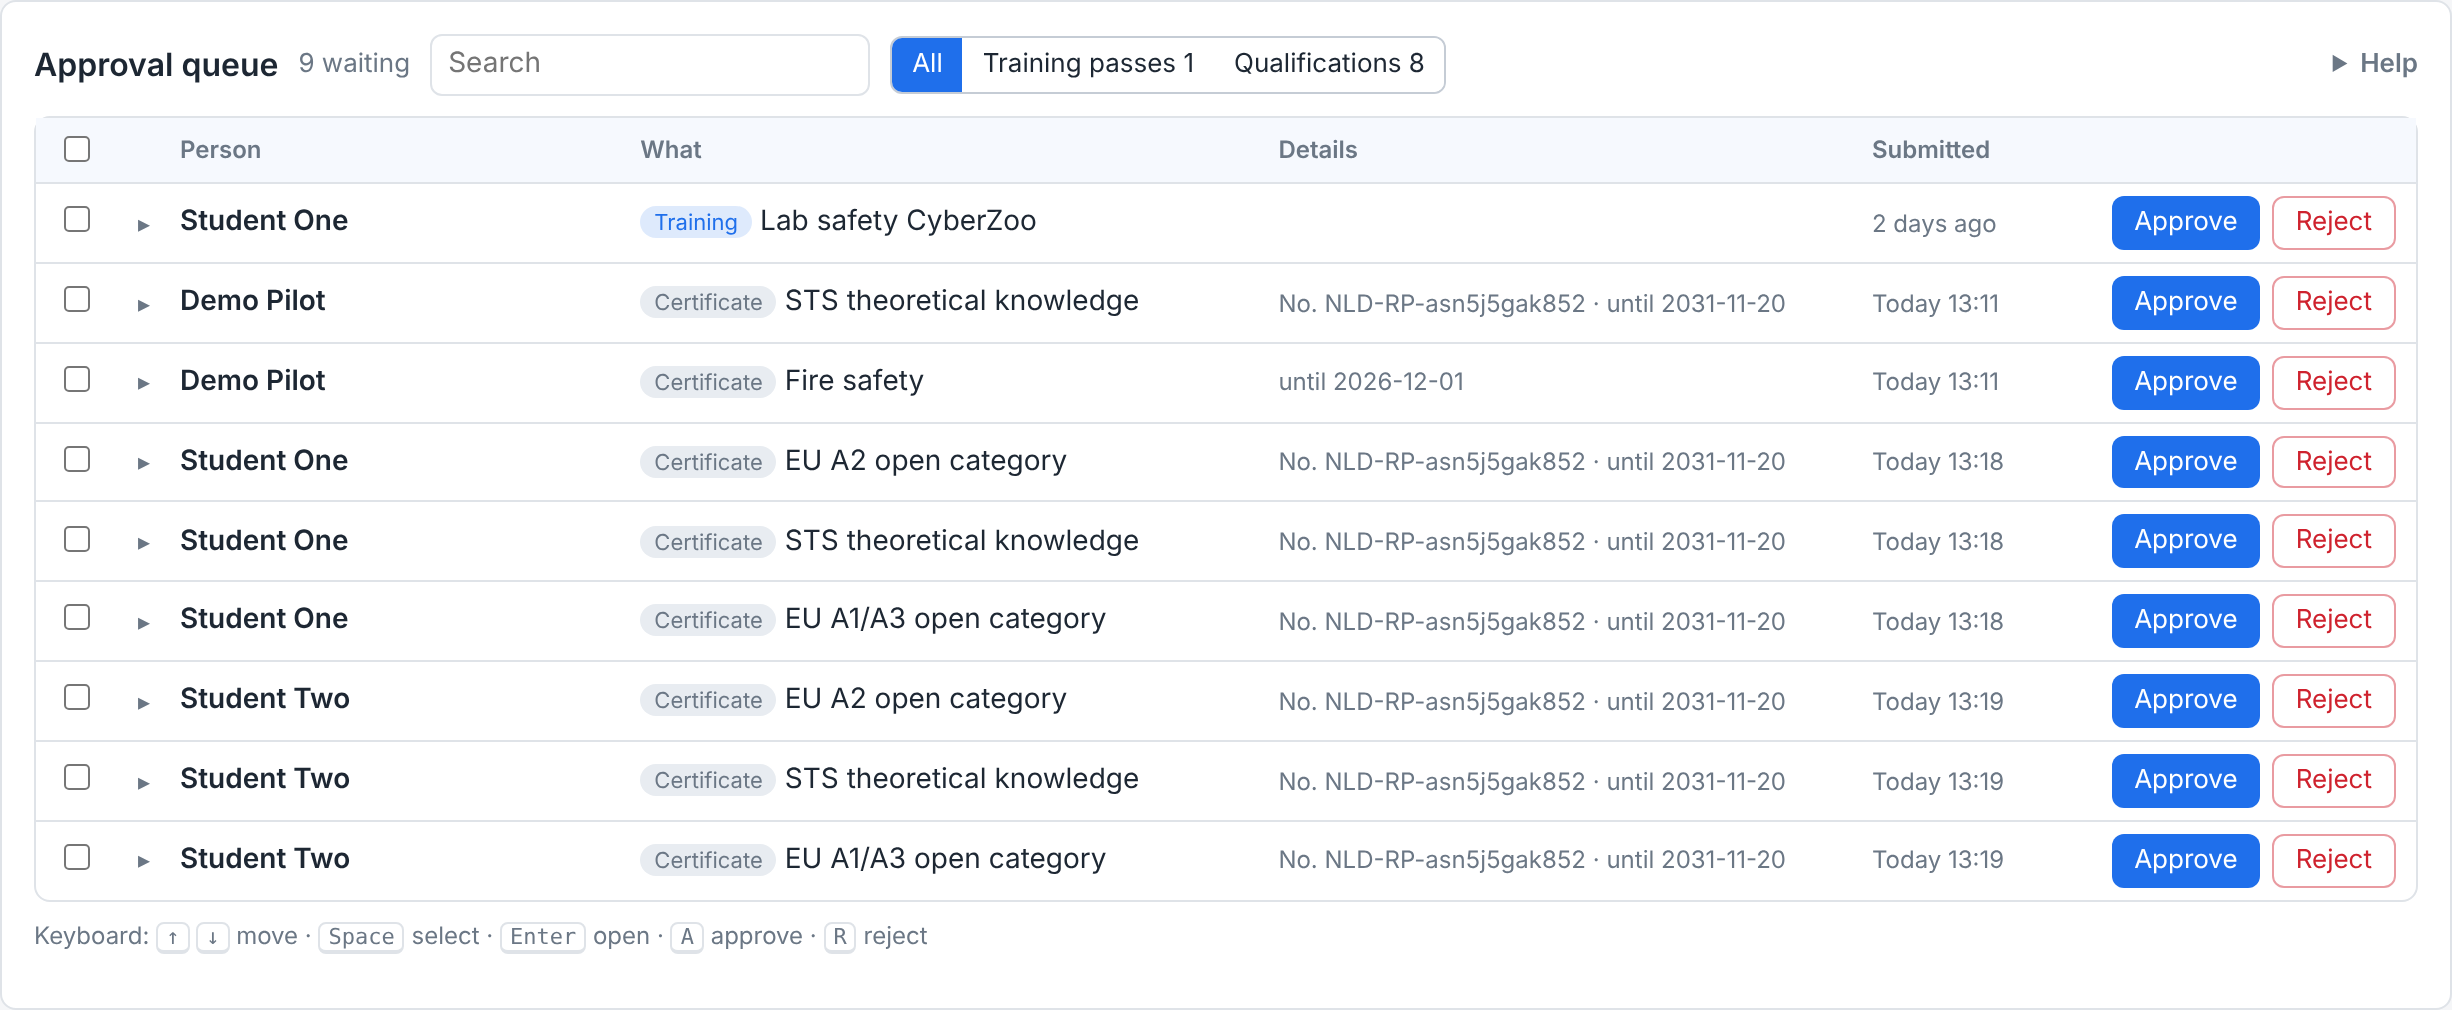 Approval queue 9 waiting Search All Training passes 1 Qualifications 8 ▶ Help
Person What Details Submitted
▶ Student One Training Lab safety CyberZoo 2 days ago Approve Reject
▶ Demo Pilot Certificate STS theoretical knowledge No. NLD-RP-asn5j5gak852 · until 2031-11-20 Today 13:11 Approve Reject
▶ Demo Pilot Certificate Fire safety until 2026-12-01 Today 13:11 Approve Reject
▶ Student One Certificate EU A2 open category No. NLD-RP-asn5j5gak852 · until 2031-11-20 Today 13:18 Approve Reject
▶ Student One Certificate STS theoretical knowledge No. NLD-RP-asn5j5gak852 · until 2031-11-20 Today 13:18 Approve Reject
▶ Student One Certificate EU A1/A3 open category No. NLD-RP-asn5j5gak852 · until 2031-11-20 Today 13:18 Approve Reject
▶ Student Two Certificate EU A2 open category No. NLD-RP-asn5j5gak852 · until 2031-11-20 Today 13:19 Approve Reject
▶ Student Two Certificate STS theoretical knowledge No. NLD-RP-asn5j5gak852 · until 2031-11-20 Today 13:19 Approve Reject
▶ Student Two Certificate EU A1/A3 open category No. NLD-RP-asn5j5gak852 · until 2031-11-20 Today 13:19 Approve Reject
Keyboard: ↑ ↓ move · Space select · Enter open · A approve · R reject